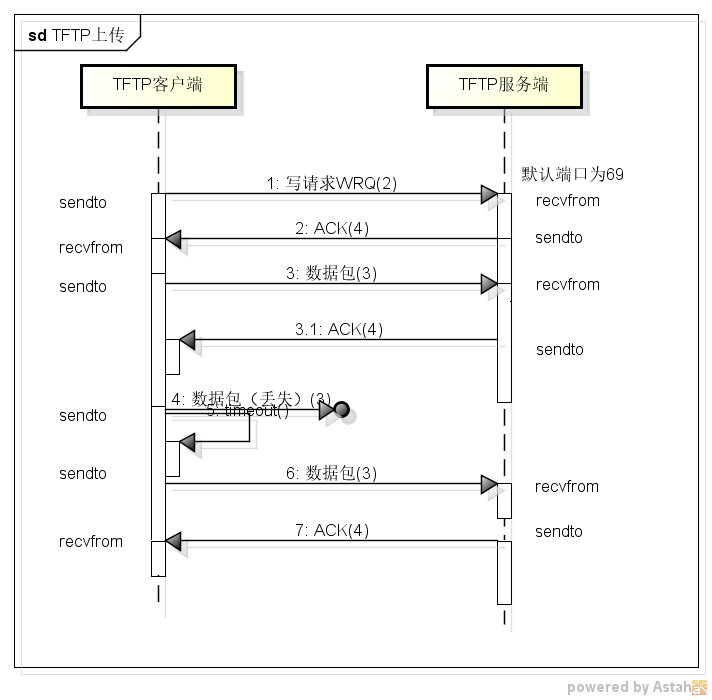 sd TFTP上传
TFTP客户端
TFTP服务端
默认端口为69
1: 写请求WRQ(2)
sendto
recvfrom
2: ACK(4)
recvfrom
sendto
3: 数据包(3)
sendto
recvfrom
3.1: ACK(4)
sendto
4: 数据包（丢失）(3)
5: timeout()
sendto
sendto
6: 数据包(3)
recvfrom
7: ACK(4)
recvfrom
sendto
powered by Astah